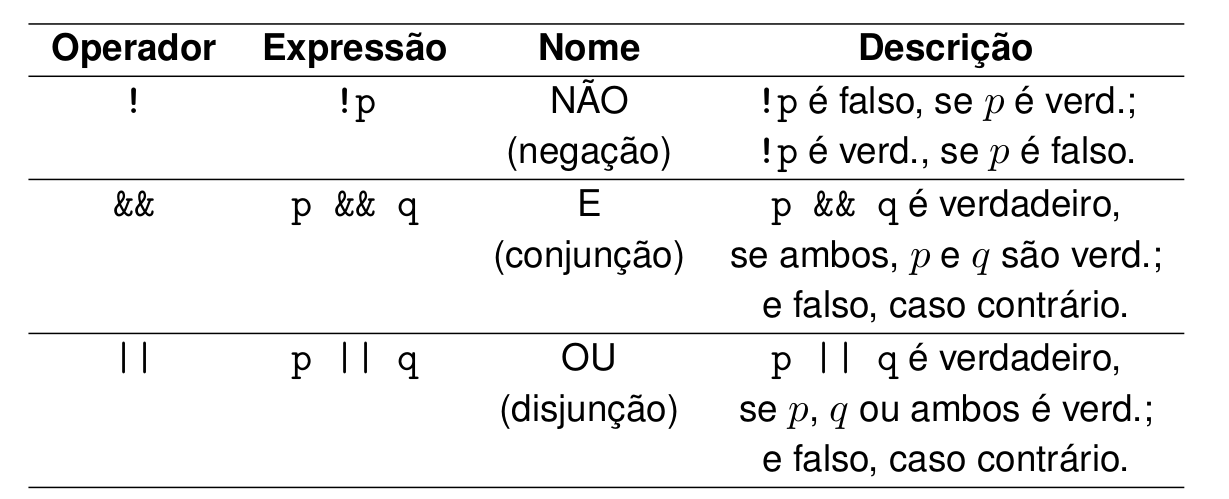 Operador Expressão Nome Descrição
! !p NÃO !p é falso, se p é verd.;
(negação) !p é verd., se p é falso.
&& p && q E p && q é verdadeiro,
(conjunção) se ambos, p e q são verd.;
e falso, caso contrário.
|| p || q OU p || q é verdadeiro,
(disjunção) se p, q ou ambos é verd.;
e falso, caso contrário.